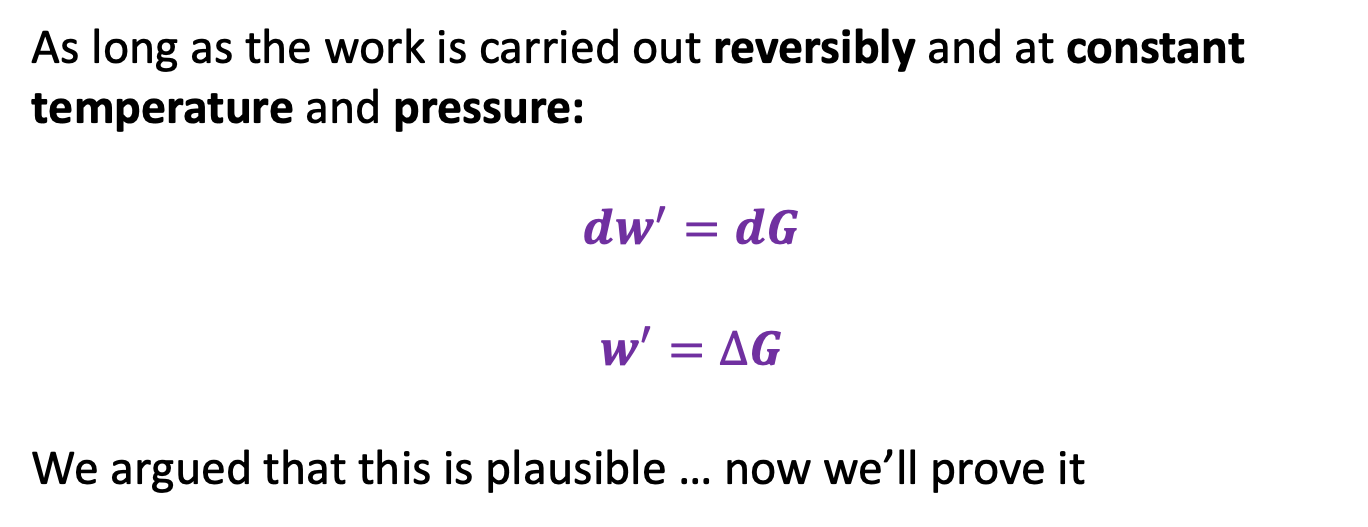 As long as the work is carried out reversibly and at constant
temperature and pressure:
dw′ = dG
w′ = ΔG
We argued that this is plausible … now we’ll prove it